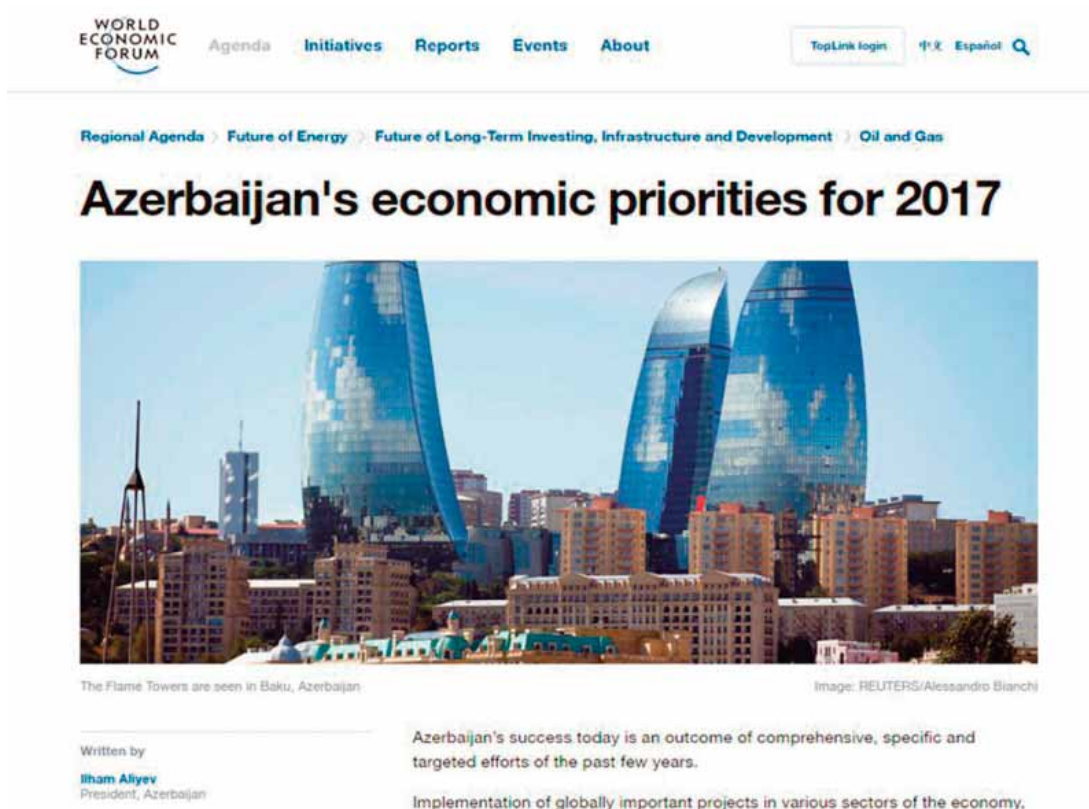 WORLD
ECONOMIC
FORUM
Agenda Initiatives Reports Events About TopLink login 中文 Español
Regional Agenda Future of Energy Future of Long-Term Investing, Infrastructure and Development Oil and Gas
Azerbaijan's economic priorities for 2017
The Flame Towers are seen in Baku, Azerbaijan Image: REUTERS/Alessandro Bianchi
Written by
Ilham Aliyev
President, Azerbaijan
Azerbaijan's success today is an outcome of comprehensive, specific and
targeted efforts of the past few years.
Implementation of globally important projects in various sectors of the economy,